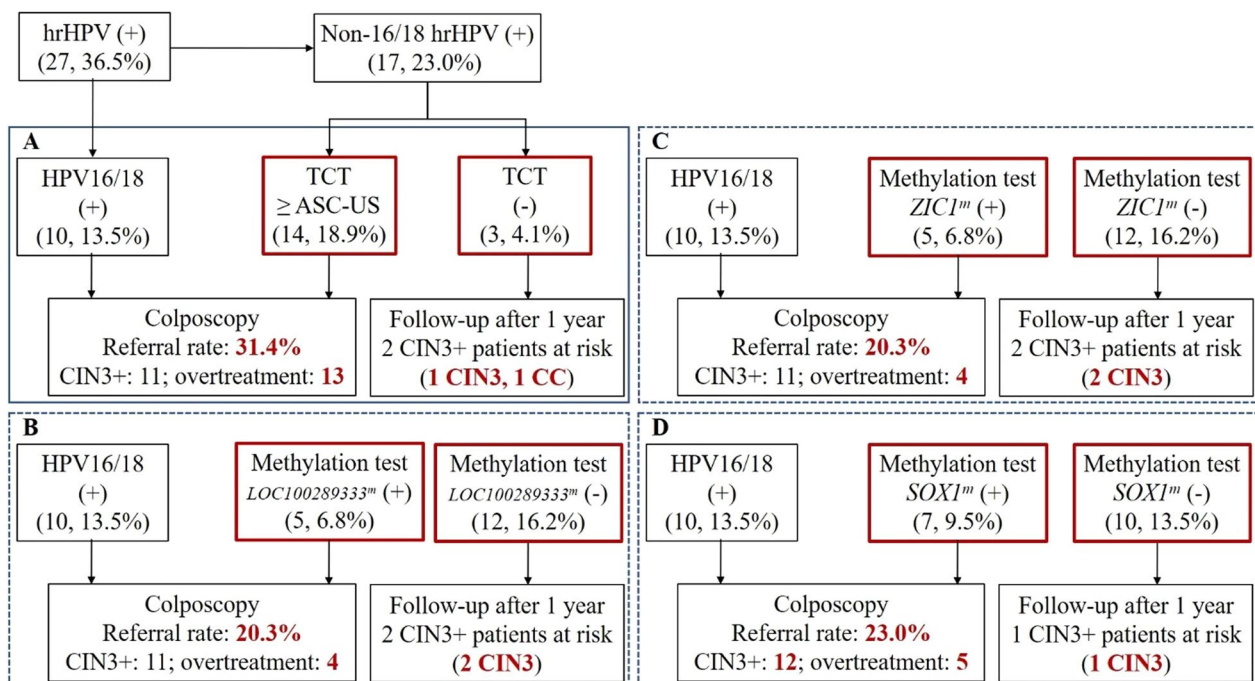 hrHPV (+)
(27, 36.5%)
Non-16/18 hrHPV (+)
(17, 23.0%)
A
HPV16/18
(+)
(10, 13.5%)
TCT
≥ ASC-US
(14, 18.9%)
TCT
(-)
(3, 4.1%)
Colposcopy
Referral rate: 31.4%
CIN3+: 11; overtreatment: 13
Follow-up after 1 year
2 CIN3+ patients at risk
(1 CIN3, 1 CC)
B
HPV16/18
(+)
(10, 13.5%)
Methylation test
LOC100289333ᵐ (+)
(5, 6.8%)
Methylation test
LOC100289333ᵐ (-)
(12, 16.2%)
Colposcopy
Referral rate: 20.3%
CIN3+: 11; overtreatment: 4
Follow-up after 1 year
2 CIN3+ patients at risk
(2 CIN3)
C
HPV16/18
(+)
(10, 13.5%)
Methylation test
ZIC1ᵐ (+)
(5, 6.8%)
Methylation test
ZIC1ᵐ (-)
(12, 16.2%)
Colposcopy
Referral rate: 20.3%
CIN3+: 11; overtreatment: 4
Follow-up after 1 year
2 CIN3+ patients at risk
(2 CIN3)
D
HPV16/18
(+)
(10, 13.5%)
Methylation test
SOX1ᵐ (+)
(7, 9.5%)
Methylation test
SOX1ᵐ (-)
(10, 13.5%)
Colposcopy
Referral rate: 23.0%
CIN3+: 12; overtreatment: 5
Follow-up after 1 year
1 CIN3+ patients at risk
(1 CIN3)